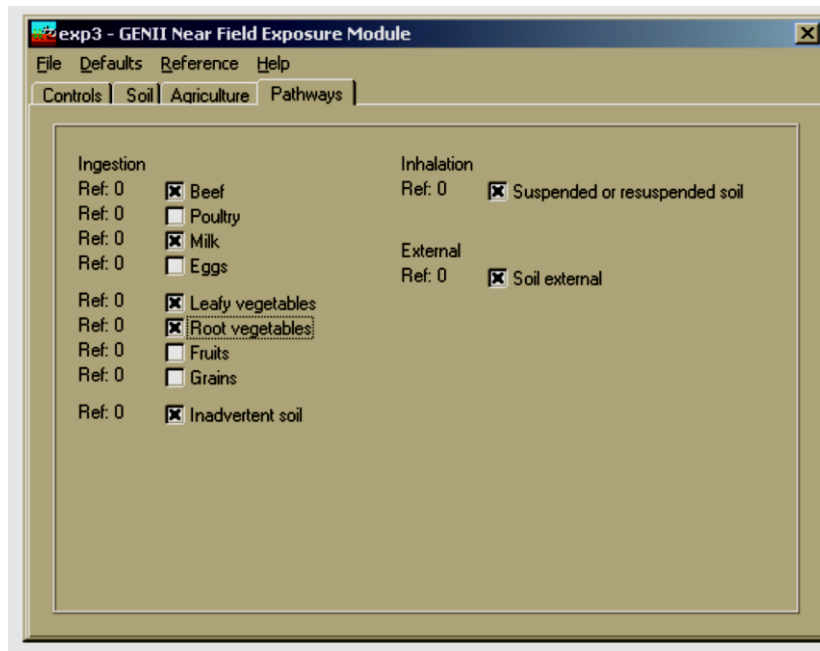 exp3 - GENII Near Field Exposure Module
File Defaults Reference Help
Controls Soil Agriculture Pathways
Ingestion
Ref: 0 Beef
Ref: 0 Poultry
Ref: 0 Milk
Ref: 0 Eggs
Ref: 0 Leafy vegetables
Ref: 0 Root vegetables
Ref: 0 Fruits
Ref: 0 Grains
Ref: 0 Inadvertent soil
Inhalation
Ref: 0 Suspended or resuspended soil
External
Ref: 0 Soil external